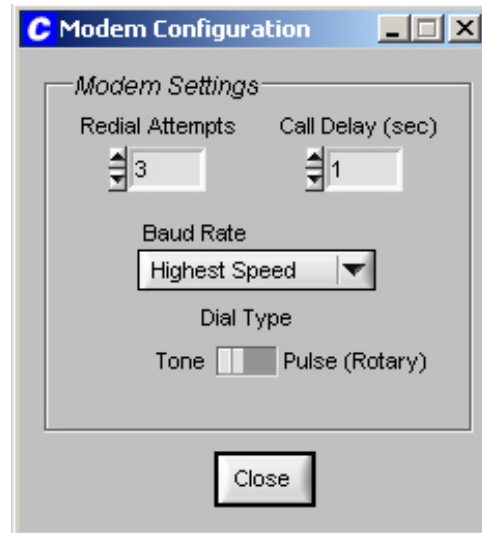 C Modem Configuration
Modem Settings
Redial Attempts Call Delay (sec)
3 1
Baud Rate
Highest Speed
Dial Type
Tone Pulse (Rotary)
Close